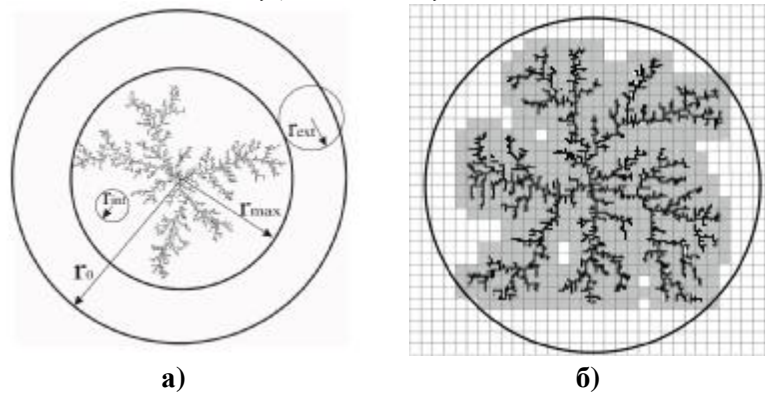 r_ext
r_int
r_max
r_0
а)
б)